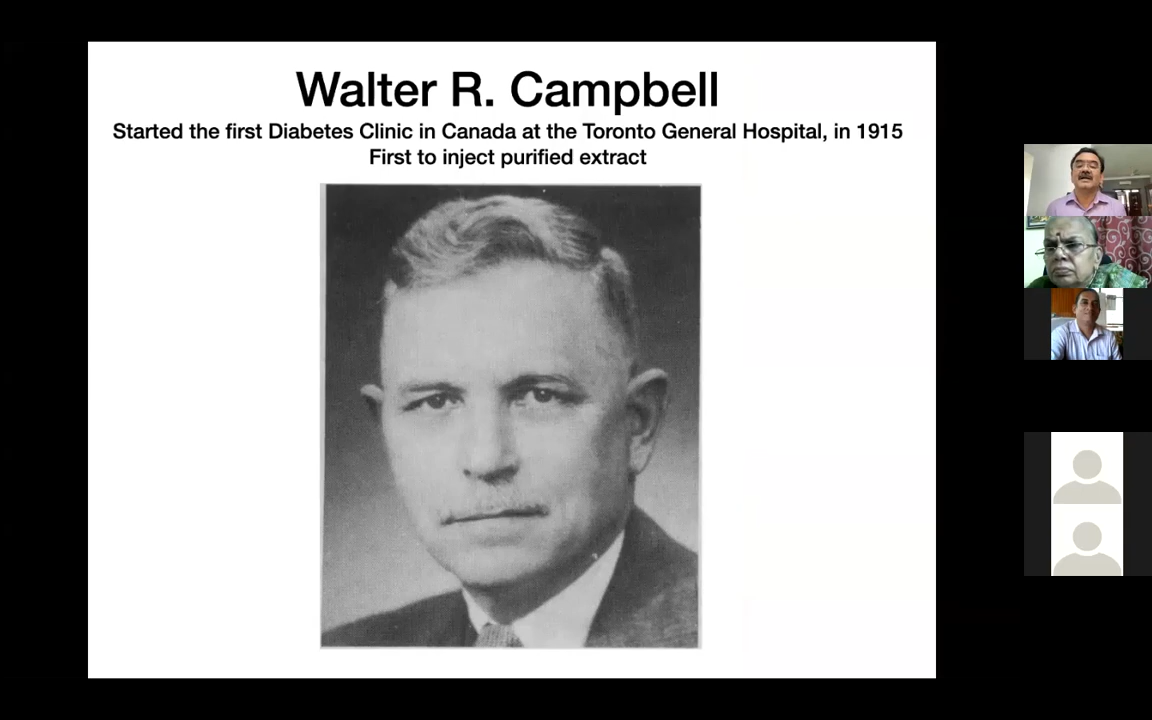 Walter R. Campbell
Started the first Diabetes Clinic in Canada at the Toronto General Hospital, in 1915
First to inject purified extract